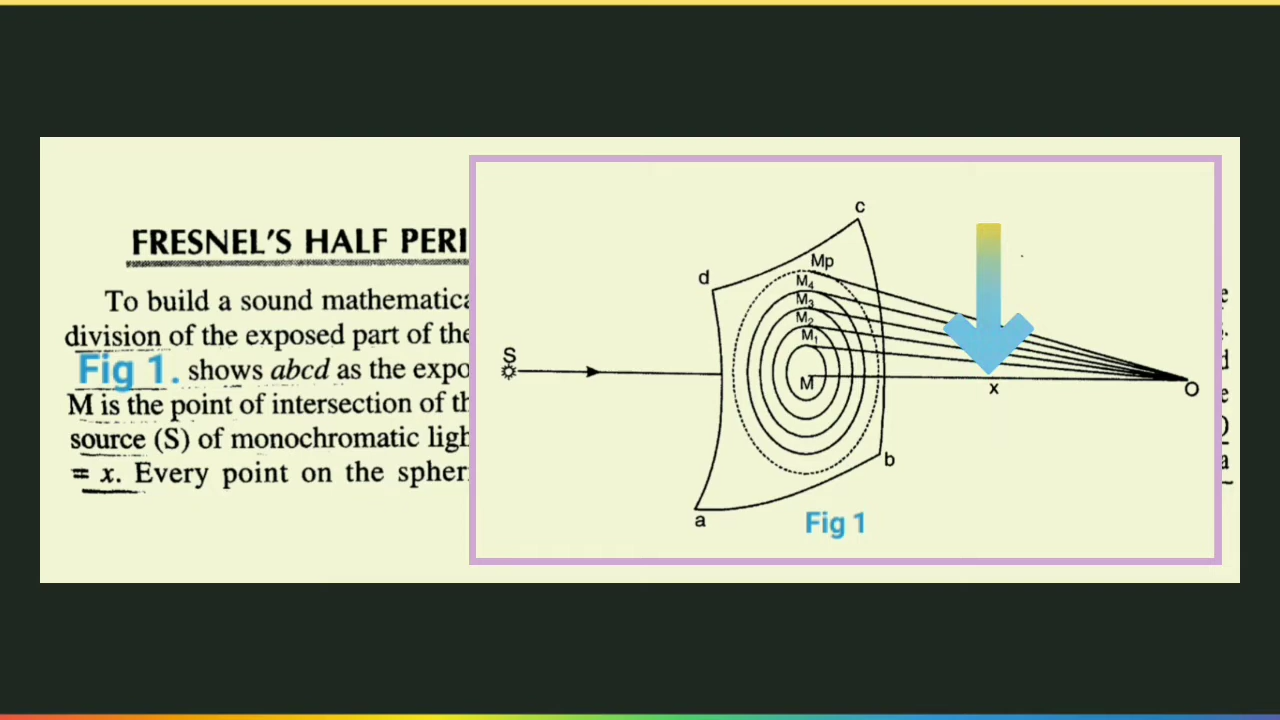 FRESNEL'S HALF PERI
To build a sound mathematica
division of the exposed part of the
Fig 1. shows abcd as the expo
M is the point of intersection of th
source (S) of monochromatic ligh
= x. Every point on the spher
c
d
Mp
M4
M3
M2
M1
S
M
x
O
b
a
Fig 1
e
d
e
a